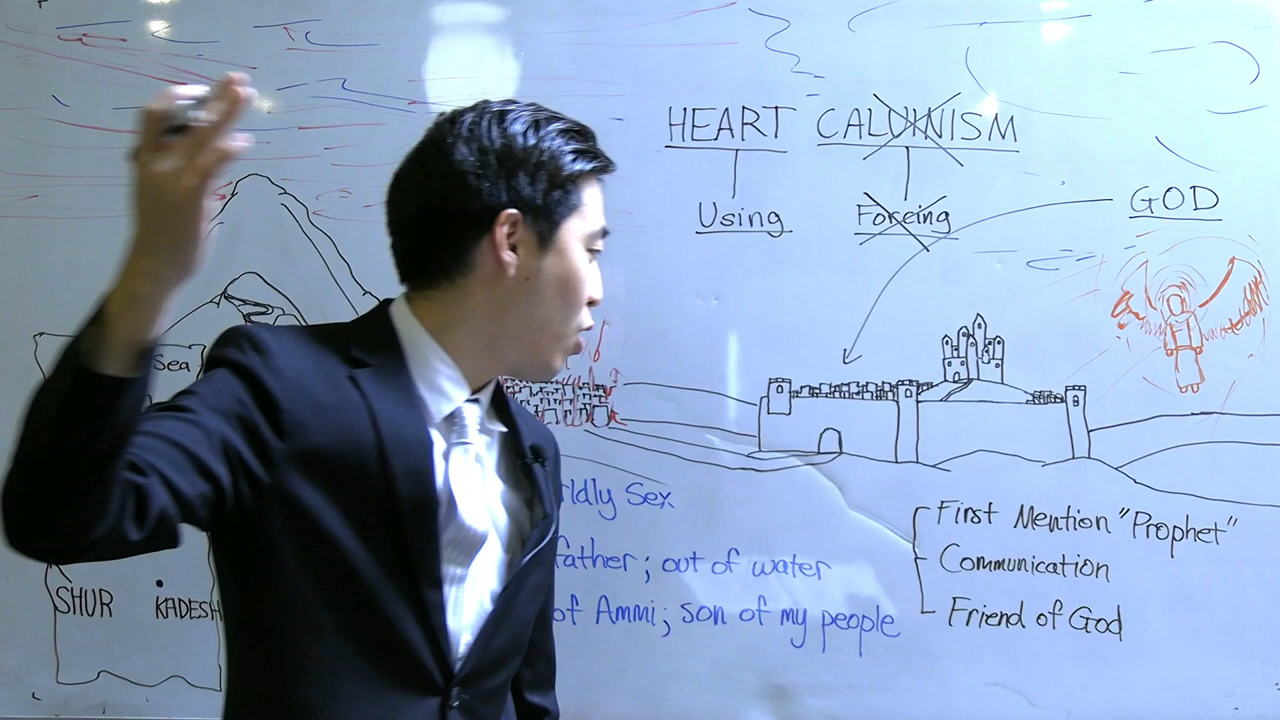 HEART CALVINISM
Using
Forcing
GOD
Sea
Sex
father; out of water
of Ammi; son of my people
First Mention "Prophet"
Communication
Friend of God
SHUR
KADESH